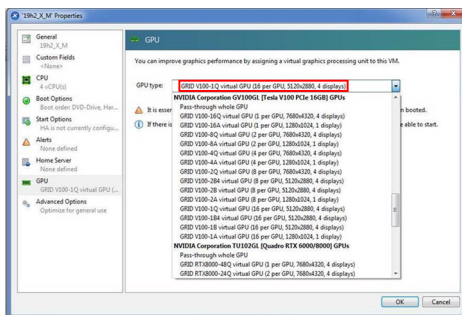 '19h2_X_M' Properties
General
19h2_X_M
Custom Fields
<None>
CPU
4 vCPU(s)
Boot Options
Boot order: DVD-Drive, Har...
Start Options
HA is not currently configu...
Alerts
None defined
Home Server
None defined
GPU
GRID V100-1Q virtual GPU (...
Advanced Options
Optimize for general use
GPU
You can improve graphics performance by assigning a virtual graphics processing unit to this VM.
GPU type:
GRID V100-1Q virtual GPU (16 per GPU, 5120x2880, 4 displays)
NVIDIA Corporation GV100GL [Tesla V100 PCIe 16GB] GPUs
Pass-through whole GPU
GRID V100-16Q virtual GPU (1 per GPU, 7680x4320, 4 displays)
GRID V100-16A virtual GPU (1 per GPU, 1280x1024, 1 display)
GRID V100-8Q virtual GPU (2 per GPU, 7680x4320, 4 displays)
GRID V100-8A virtual GPU (2 per GPU, 1280x1024, 1 display)
GRID V100-4Q virtual GPU (4 per GPU, 7680x4320, 4 displays)
GRID V100-4A virtual GPU (4 per GPU, 1280x1024, 1 display)
GRID V100-2Q virtual GPU (8 per GPU, 7680x4320, 4 displays)
GRID V100-2B4 virtual GPU (8 per GPU, 5120x2880, 4 displays)
GRID V100-2B virtual GPU (8 per GPU, 5120x2880, 4 displays)
GRID V100-2A virtual GPU (8 per GPU, 1280x1024, 1 display)
GRID V100-1Q virtual GPU (16 per GPU, 5120x2880, 4 displays)
GRID V100-1B4 virtual GPU (16 per GPU, 5120x2880, 4 displays)
GRID V100-1B virtual GPU (16 per GPU, 5120x2880, 4 displays)
GRID V100-1A virtual GPU (16 per GPU, 1280x1024, 1 display)
NVIDIA Corporation TU102GL [Quadro RTX 6000/8000] GPUs
Pass-through whole GPU
GRID RTX8000-48Q virtual GPU (1 per GPU, 7680x4320, 4 displays)
GRID RTX8000-24Q virtual GPU (2 per GPU, 7680x4320, 4 displays)
It is esser
n booted.
If there is
e able to start.
OK
Cancel